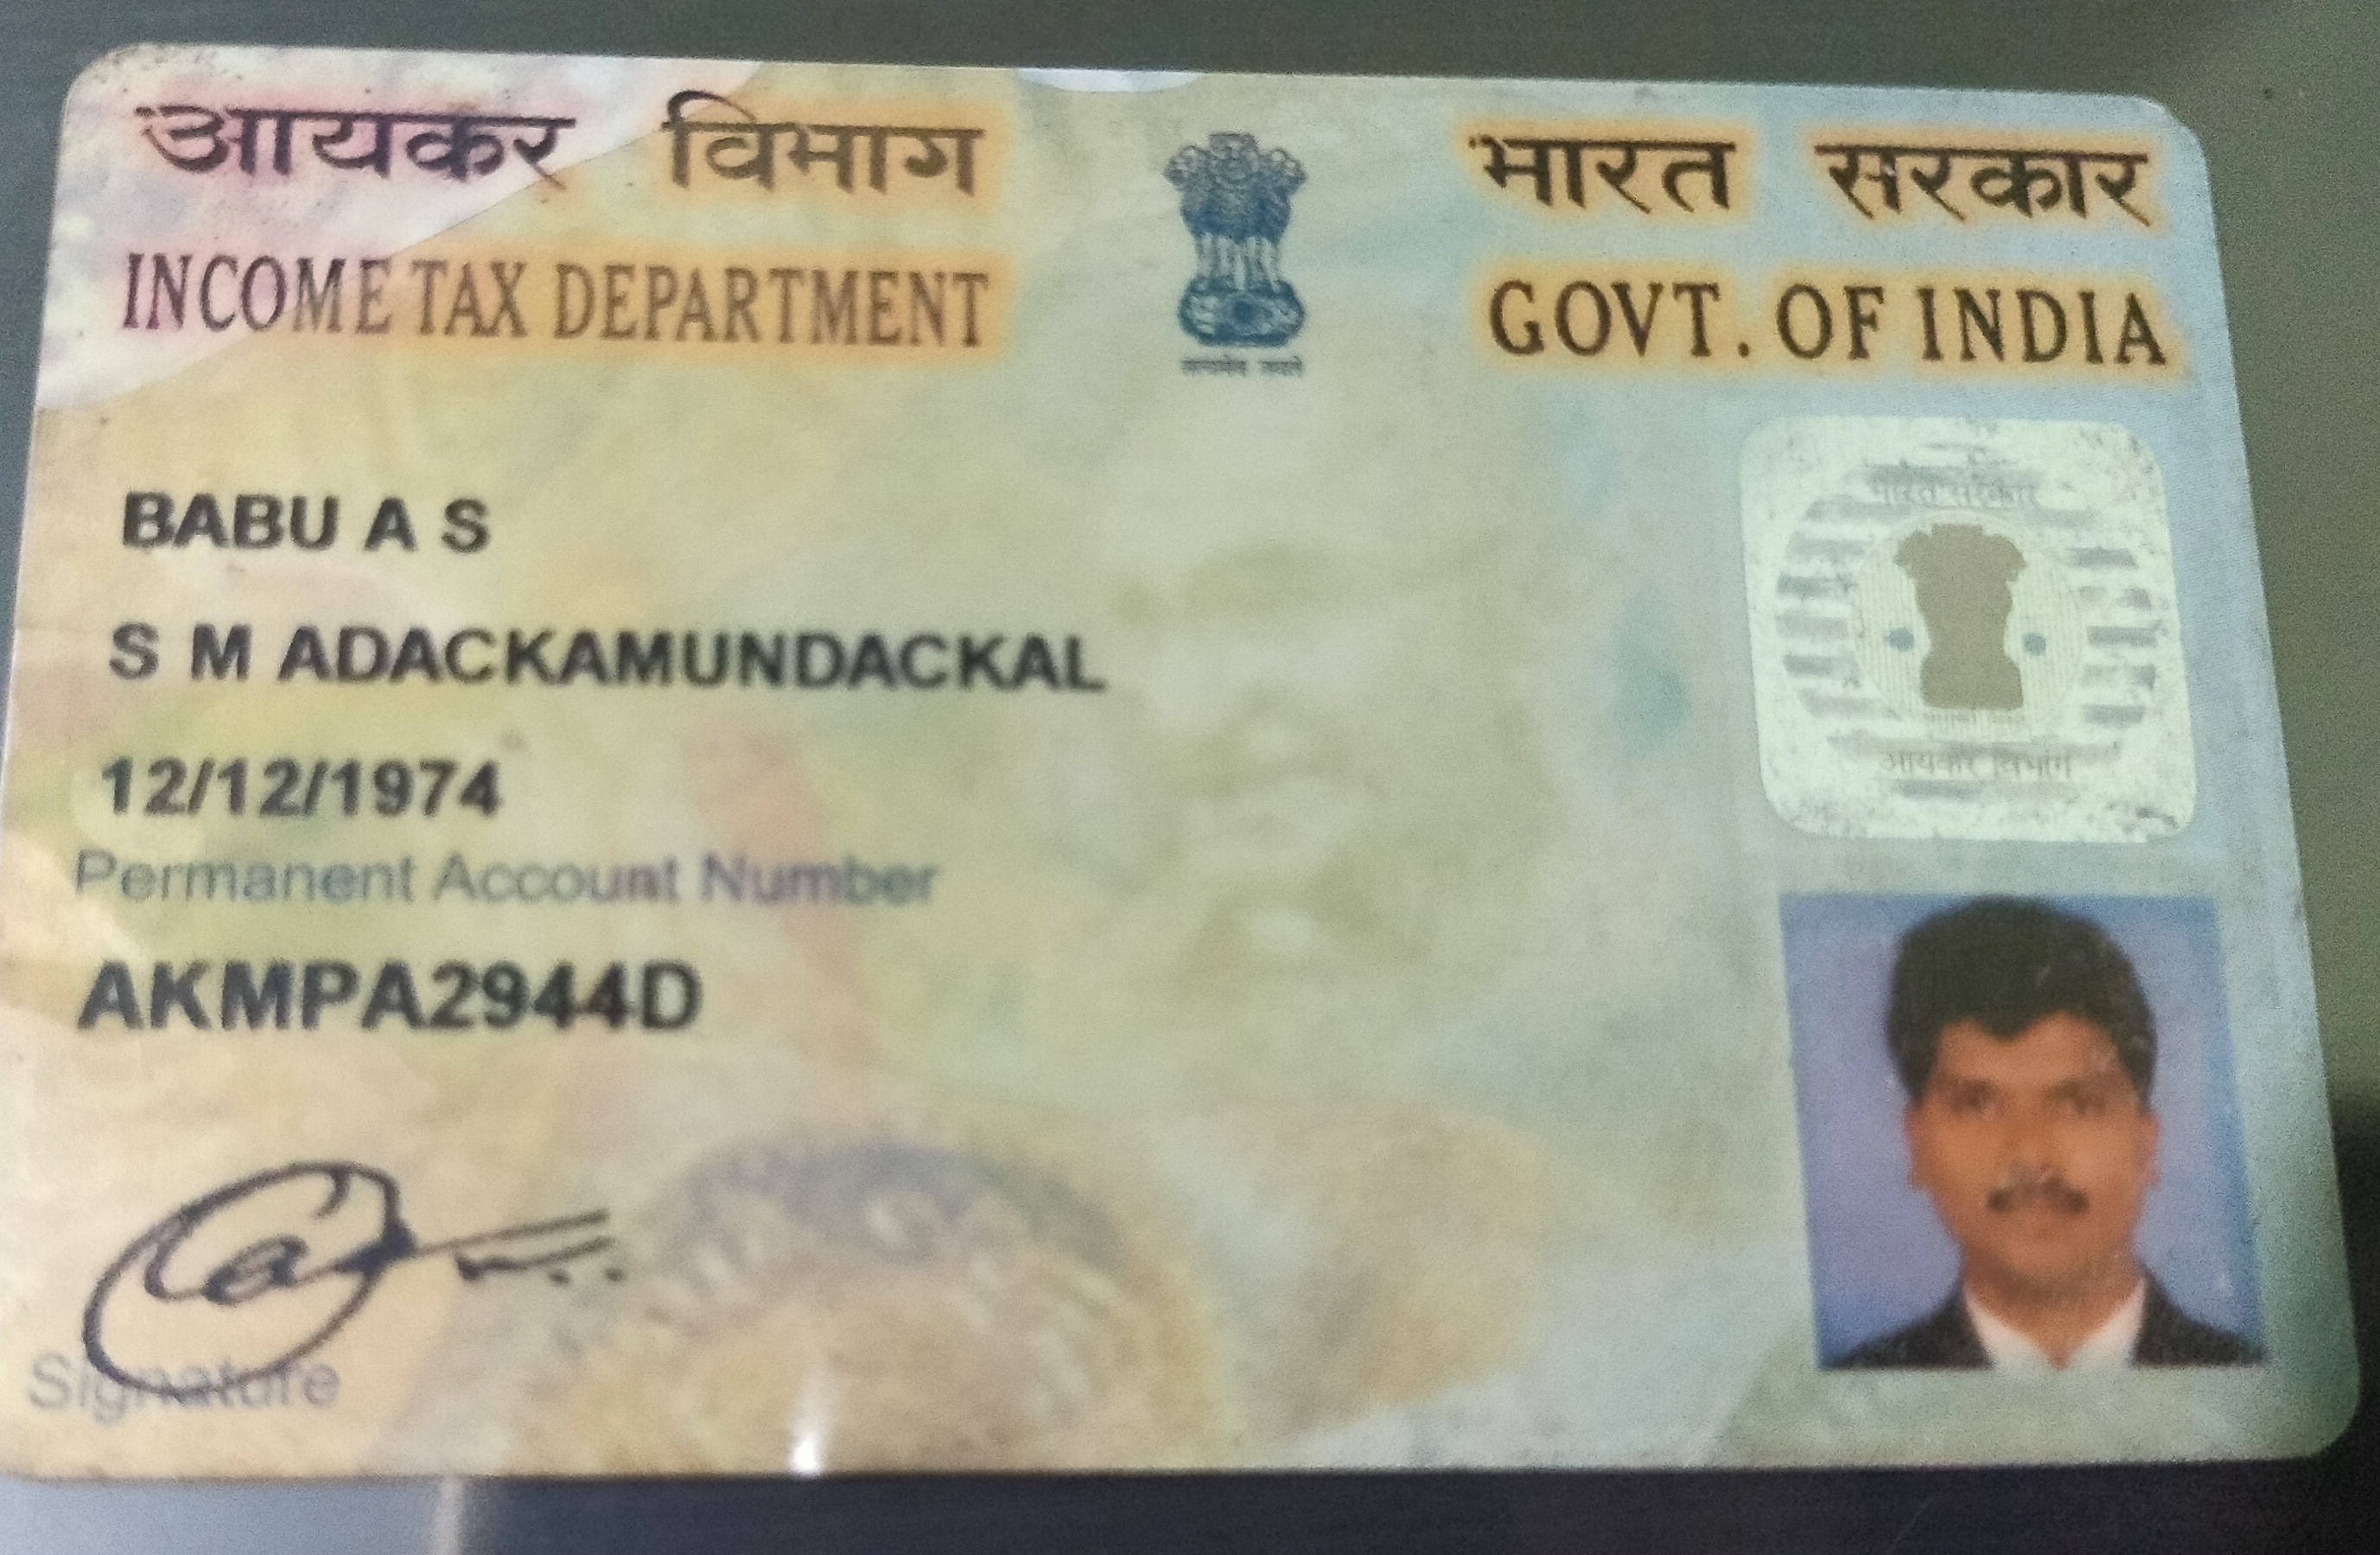 आयकर विभाग
INCOME TAX DEPARTMENT
भारत सरकार
GOVT. OF INDIA
सत्यमेव जयते
BABU A S
S M ADACKAMUNDACKAL
12/12/1974
Permanent Account Number
AKMPA2944D
भारत सरकार
आयकर विभाग
Signature